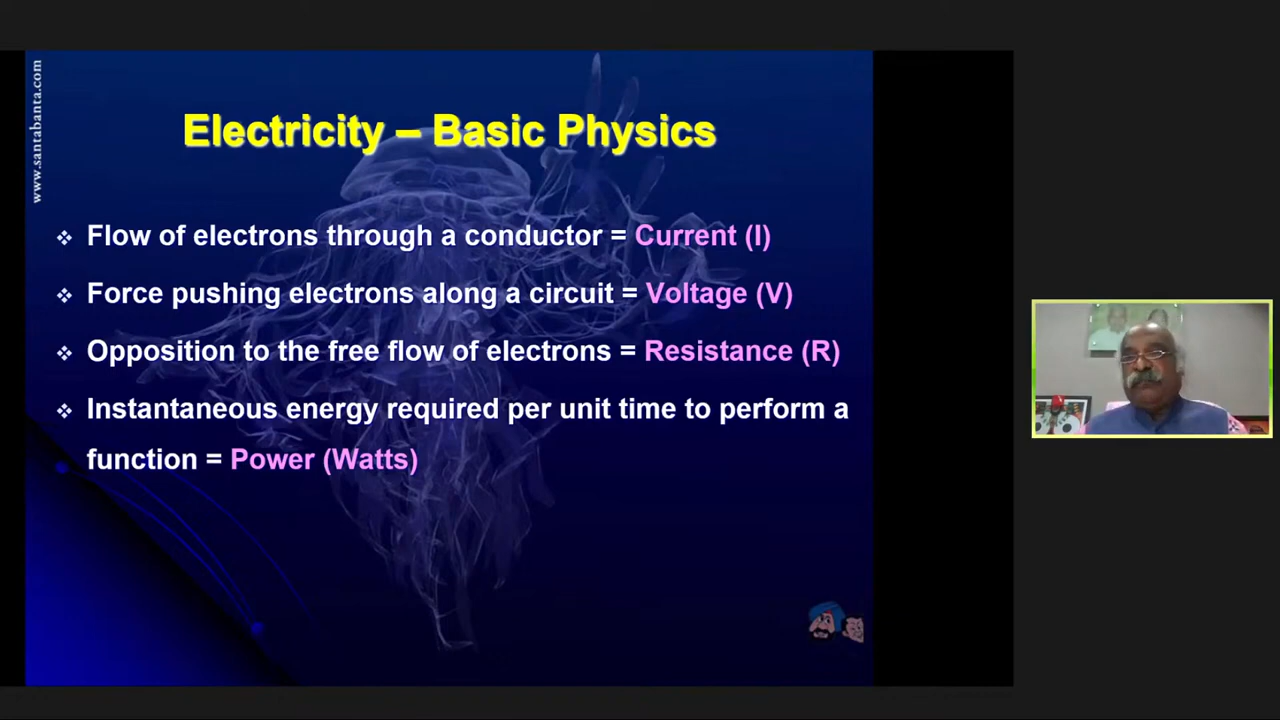 www.santabanta.com
Electricity – Basic Physics
❖ Flow of electrons through a conductor = Current (I)
❖ Force pushing electrons along a circuit = Voltage (V)
❖ Opposition to the free flow of electrons = Resistance (R)
❖ Instantaneous energy required per unit time to perform a
function = Power (Watts)